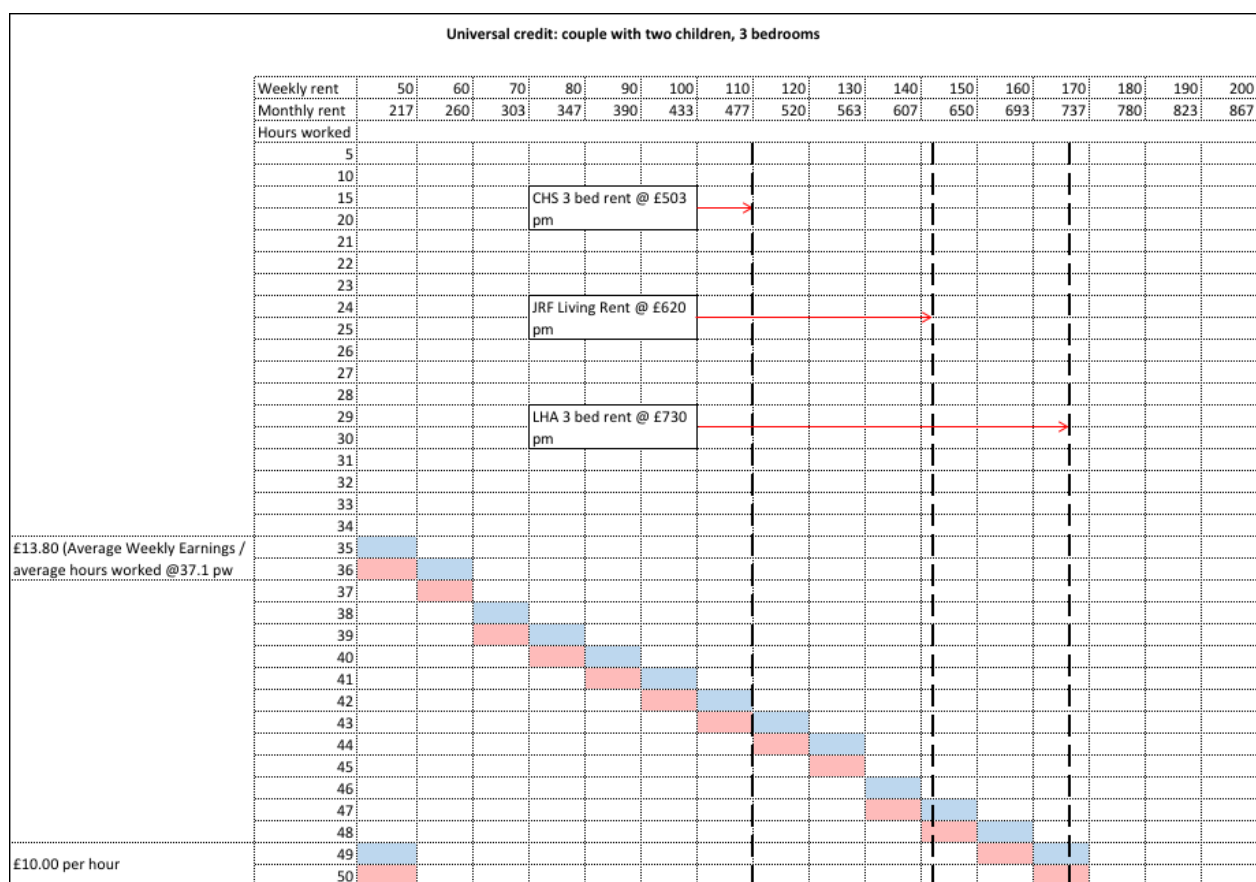 Universal credit: couple with two children, 3 bedrooms
Weekly rent 50 60 70 80 90 100 110 120 130 140 150 160 170 180 190 200
Monthly rent 217 260 303 347 390 433 477 520 563 607 650 693 737 780 823 867
Hours worked
5
10
15
CHS 3 bed rent @ £503
pm
20
21
22
23
24
JRF Living Rent @ £620
pm
25
26
27
28
29
LHA 3 bed rent @ £730
pm
30
31
32
33
34
£13.80 (Average Weekly Earnings / 35
average hours worked @37.1 pw 36
37
38
39
40
41
42
43
44
45
46
47
48
49
£10.00 per hour
50